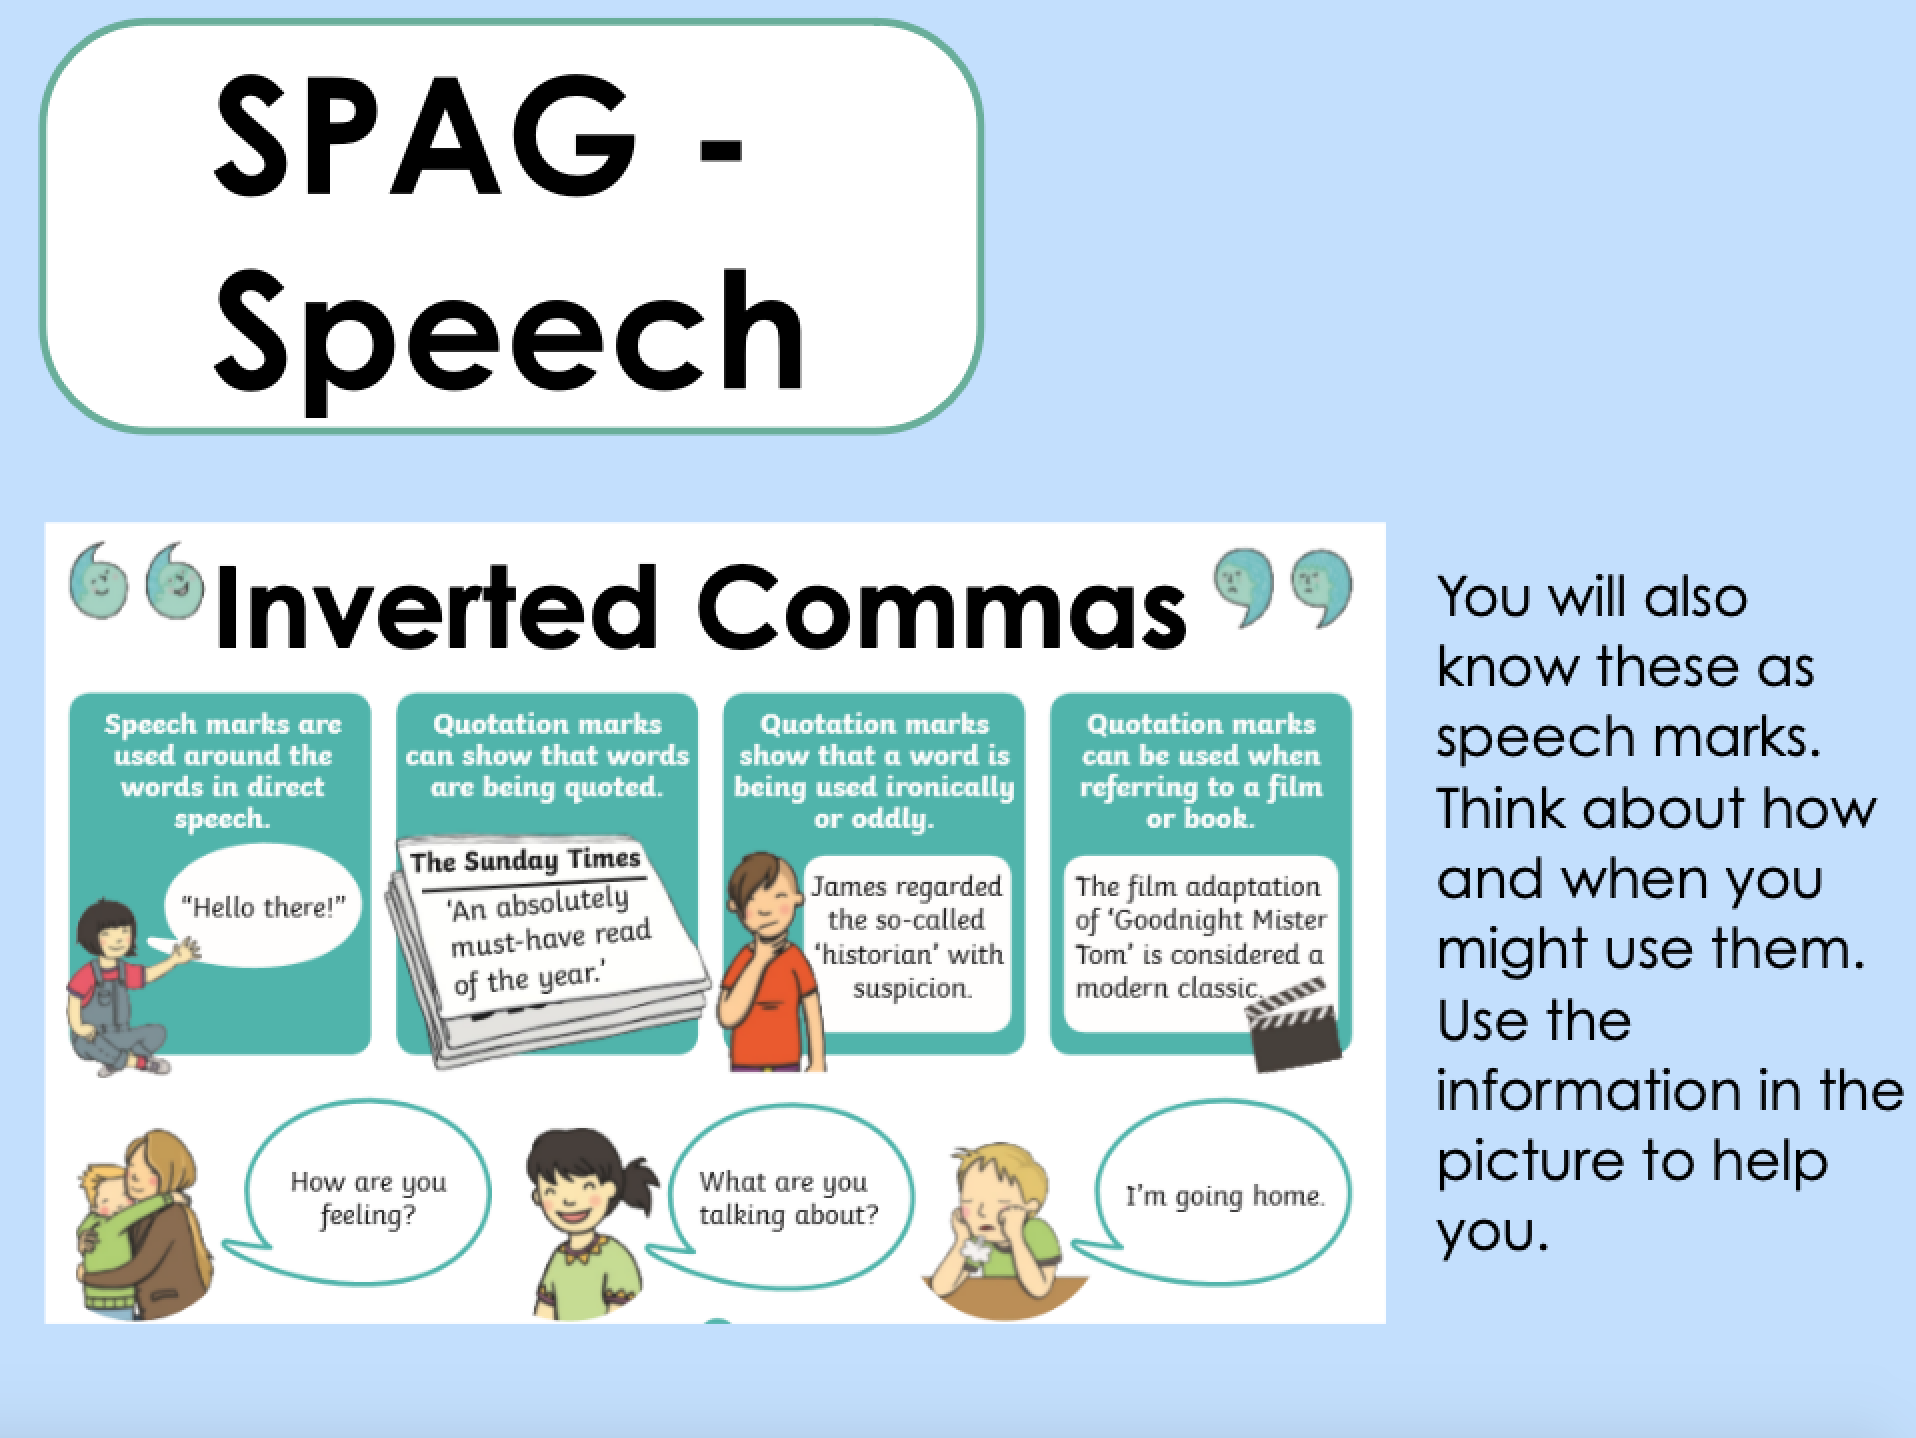 SPAG -
Speech
Inverted Commas
Speech marks are
used around the
words in direct
speech.
“Hello there!”
Quotation marks
can show that words
are being quoted.
The Sunday Times
‘An absolutely
must-have read
of the year.’
Quotation marks
show that a word is
being used ironically
or oddly.
James regarded
the so-called
‘historian’ with
suspicion.
Quotation marks
can be used when
referring to a film
or book.
The film adaptation
of ‘Goodnight Mister
Tom’ is considered a
modern classic.
How are you
feeling?
What are you
talking about?
I’m going home.
You will also
know these as
speech marks.
Think about how
and when you
might use them.
Use the
information in the
picture to help
you.